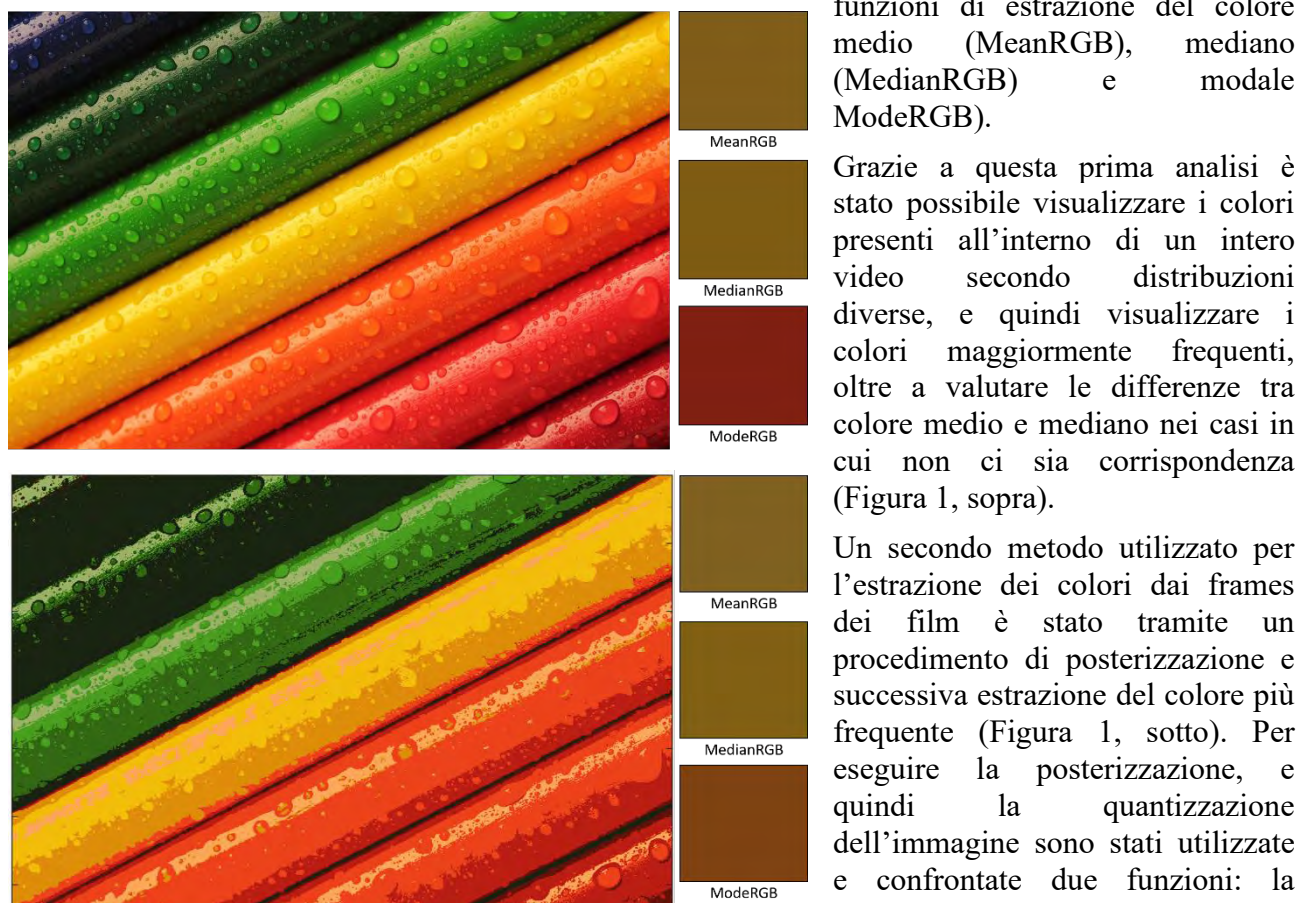 MeanRGB
MedianRGB
ModeRGB
MeanRGB
MedianRGB
ModeRGB
funzioni di estrazione del colore
medio (MeanRGB), mediano
(MedianRGB) e modale
ModeRGB).
Grazie a questa prima analisi è
stato possibile visualizzare i colori
presenti all’interno di un intero
video secondo distribuzioni
diverse, e quindi visualizzare i
colori maggiormente frequenti,
oltre a valutare le differenze tra
colore medio e mediano nei casi in
cui non ci sia corrispondenza
(Figura 1, sopra).
Un secondo metodo utilizzato per
l’estrazione dei colori dai frames
dei film è stato tramite un
procedimento di posterizzazione e
successiva estrazione del colore più
frequente (Figura 1, sotto). Per
eseguire la posterizzazione, e
quindi la quantizzazione
dell’immagine sono stati utilizzate
e confrontate due funzioni: la